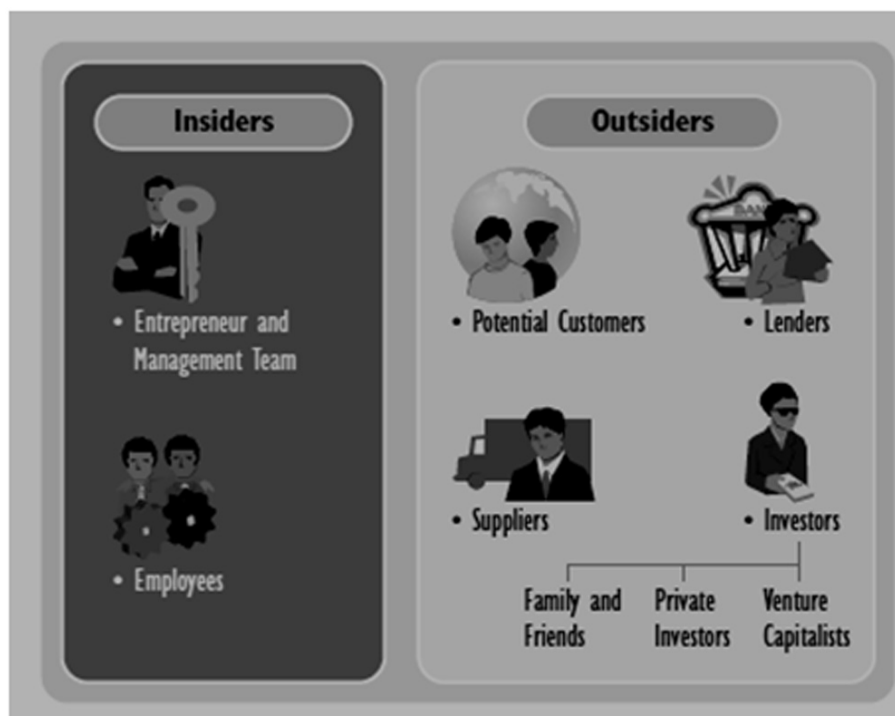 Insiders
• Entrepreneur and
Management Team
• Employees
Outsiders
BANK
• Potential Customers
• Lenders
• Suppliers
• Investors
Family and
Friends
Private
Investors
Venture
Capitalists